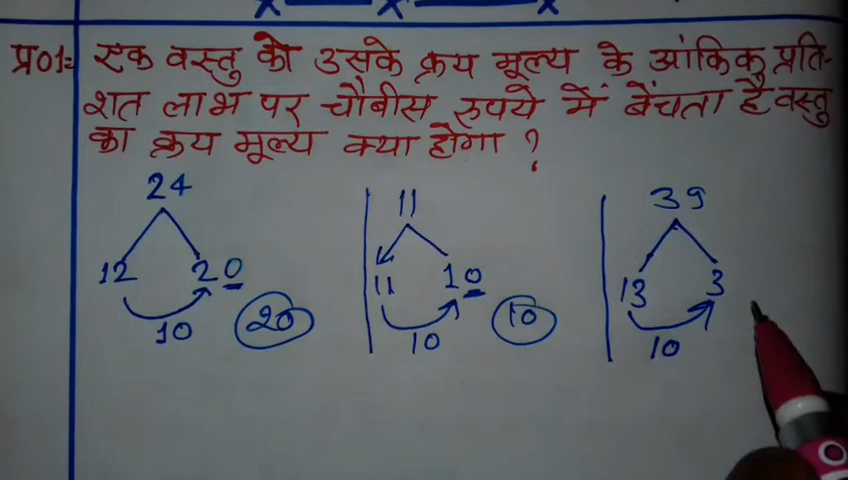 प्र01= एक वस्तु को उसके क्रय मूल्य के आंकिक प्रति-
शत लाभ पर चौबीस रुपये में बेंचता है वस्तु
का क्रय मूल्य क्या होगा ?
24 11 39
12 20 11 10 13 3
10 20 10 10 10